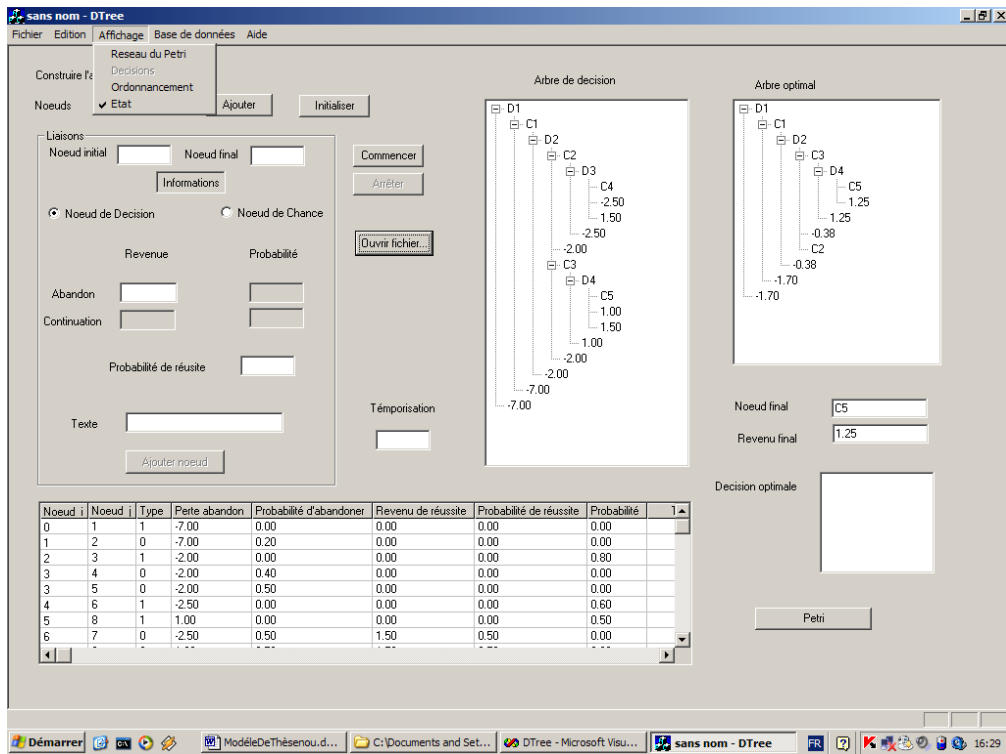 sans nom - DTree
Fichier Edition Affichage Base de données Aide
Reseau du Petri
Decisions
Ordonnancement
Etat
Construire l'a
Noeuds
Ajouter
Initialiser
Liaisons
Noeud initial
Noeud final
Informations
Noeud de Decision
Noeud de Chance
Revenue
Probabilité
Abandon
Continuation
Probabilité de réusite
Texte
Ajouter noeud
Commencer
Arrêter
Ouvrir fichier...
Témporisation
Arbre de decision
D1
C1
D2
C2
D3
C4
-2.50
1.50
-2.50
-2.00
C3
D4
C5
1.00
1.50
1.00
-2.00
-2.00
-7.00
-7.00
Arbre optimal
D1
C1
D2
C3
D4
C5
1.25
1.25
-0.38
C2
-0.38
-1.70
-1.70
Noeud final C5
Revenu final 1.25
Decision optimale
Petri
Noeud i Noeud j Type Perte abandon Probabilité d'abandoner Revenu de réussite Probabilité de réussite Probabilité
0 1 1 -7.00 0.00 0.00 0.00 0.00
1 2 0 -7.00 0.20 0.00 0.00 0.00
2 3 1 -2.00 0.00 0.00 0.00 0.80
3 4 0 -2.00 0.40 0.00 0.00 0.00
3 5 0 -2.00 0.50 0.00 0.00 0.00
4 6 1 -2.50 0.00 0.00 0.00 0.60
5 8 1 1.00 0.00 0.00 0.00 0.50
6 7 0 -2.50 0.50 1.50 0.50 0.00
Démarrer
ModéleDeThèsenou.d...
C:\Documents and Set...
DTree - Microsoft Visu...
sans nom - DTree
FR
16:29